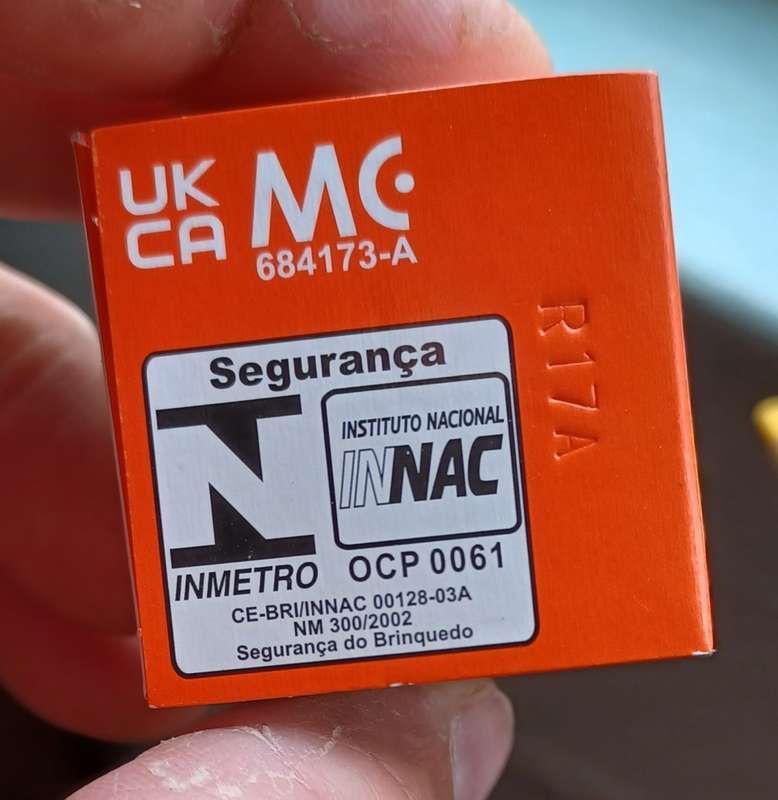 UK
CA
MC
684173-A
R17A
Segurança
INSTITUTO NACIONAL
INNAC
INMETRO
OCP 0061
CE-BRI/INNAC 00128-03A
NM 300/2002
Segurança do Brinquedo